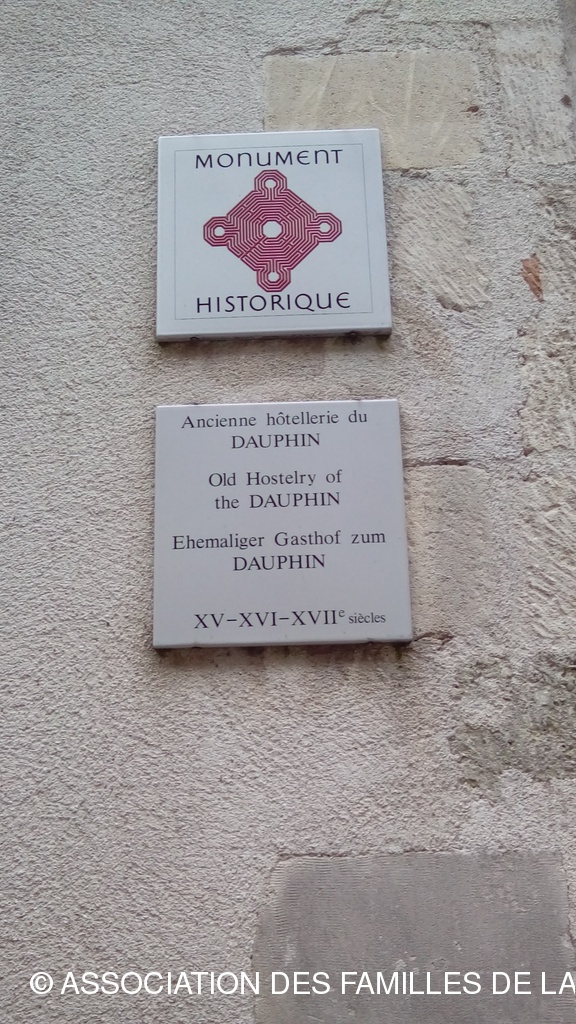 MONUMENT
HISTORIQUE
Ancienne hôtellerie du
DAUPHIN
Old Hostelry of
the DAUPHIN
Ehemaliger Gasthof zum
DAUPHIN
XV-XVI-XVIIe siècles
© ASSOCIATION DES FAMILLES DE LA